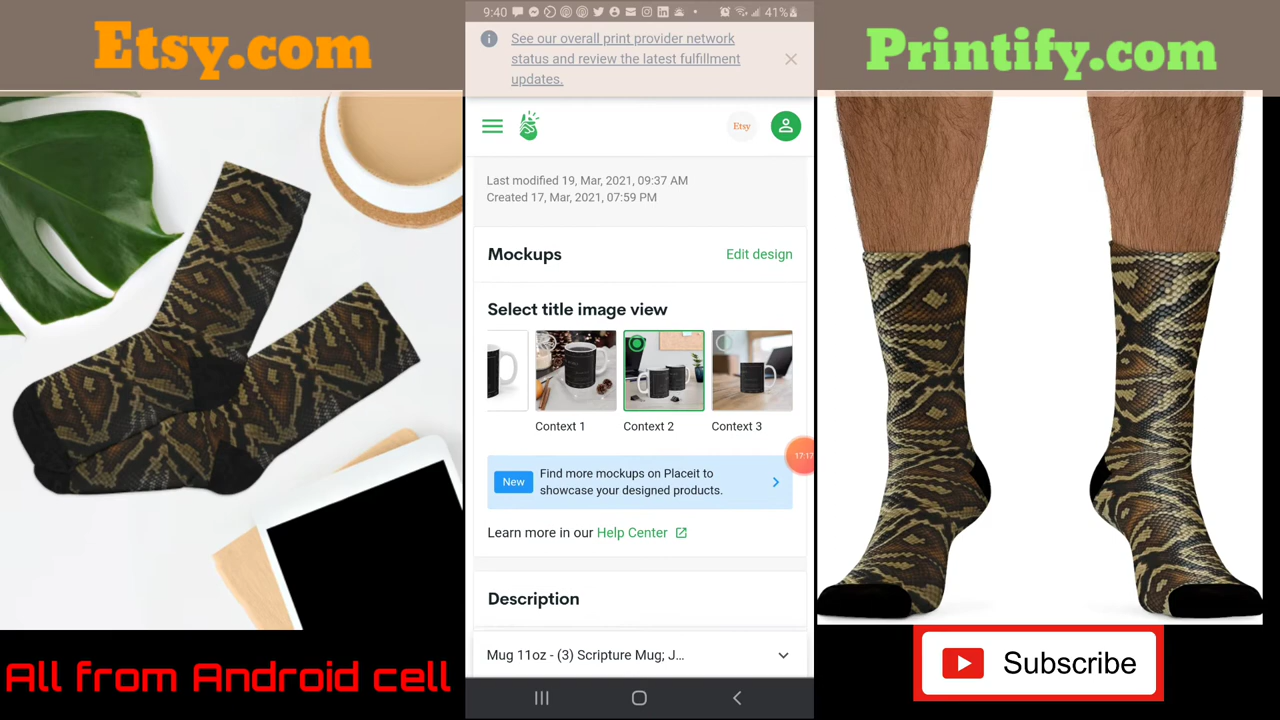 Etsy.com
9:40
41%
See our overall print provider network
status and review the latest fulfillment
updates.
Printify.com
Etsy
Last modified 19, Mar, 2021, 09:37 AM
Created 17, Mar, 2021, 07:59 PM
Mockups
Edit design
Select title image view
Context 1
Context 2
Context 3
17:17
New
Find more mockups on Placeit to
showcase your designed products.
Learn more in our Help Center
Description
Mug 11oz - (3) Scripture Mug; J...
All from Android cell
Subscribe